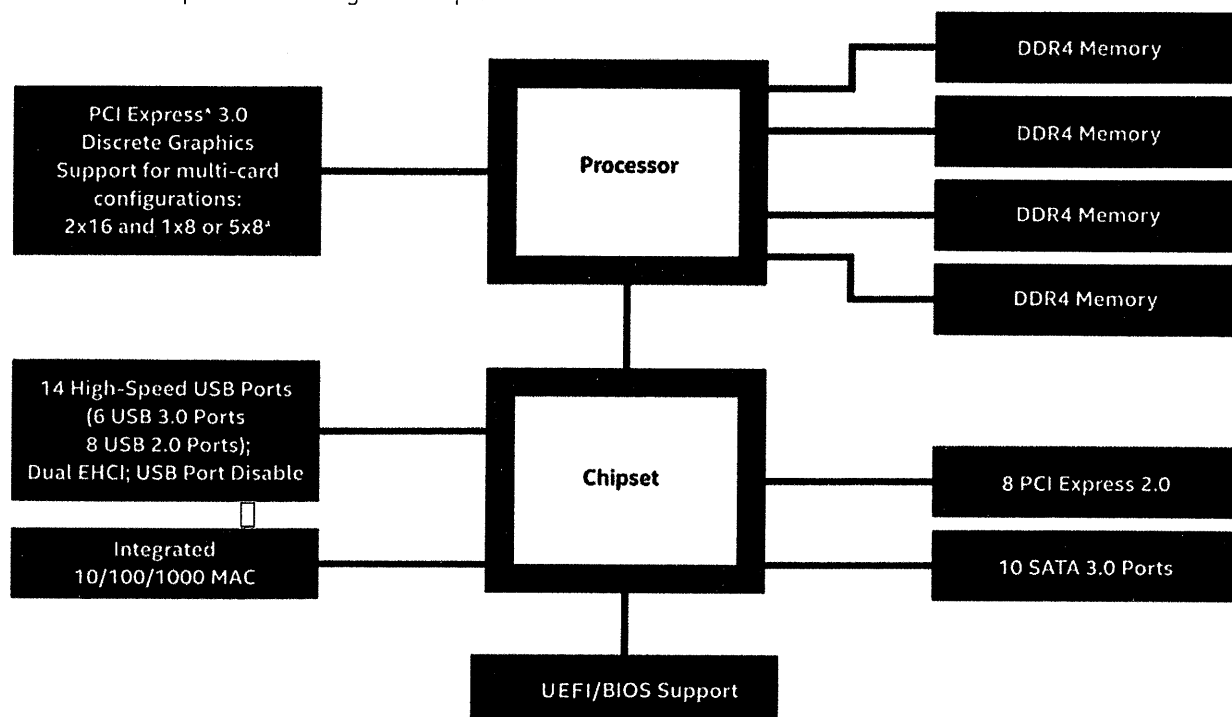 PCI Express* 3.0
Discrete Graphics
Support for multi-card
configurations:
2x16 and 1x8 or 5x8*
Processor
DDR4 Memory
DDR4 Memory
DDR4 Memory
DDR4 Memory
14 High-Speed USB Ports
(6 USB 3.0 Ports
8 USB 2.0 Ports);
Dual EHCI; USB Port Disable
Integrated
10/100/1000 MAC
Chipset
8 PCI Express 2.0
10 SATA 3.0 Ports
UEFI/BIOS Support